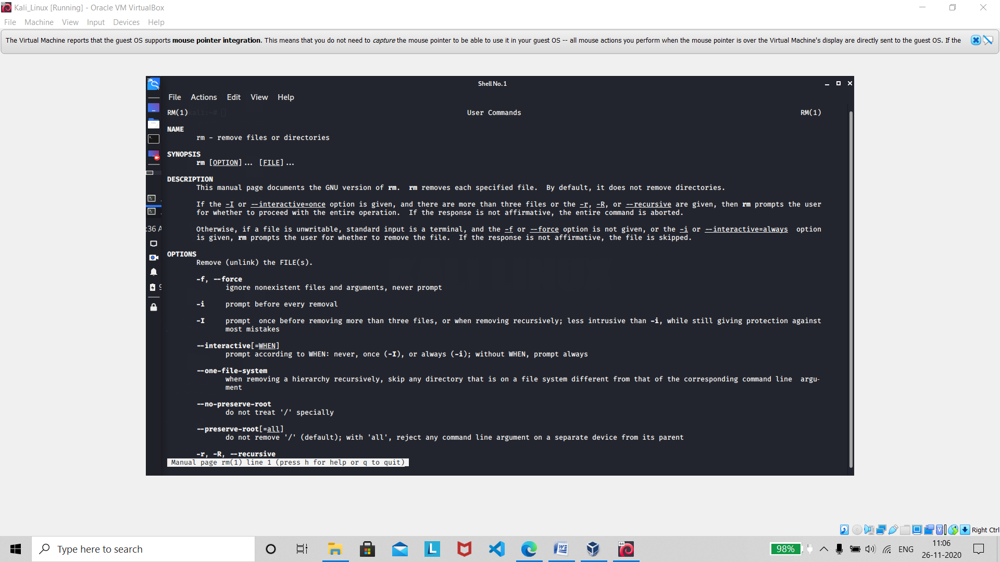 Kali_Linux [Running] - Oracle VM VirtualBox
File Machine View Input Devices Help
The Virtual Machine reports that the guest OS supports mouse pointer integration. This means that you do not need to capture the mouse pointer to be able to use it in your guest OS -- all mouse actions you perform when the mouse pointer is over the Virtual Machine's display are directly sent to the guest OS. If the
Shell No. 1
File Actions Edit View Help
RM(1) kali:~# User Commands RM(1)
NAME
rm - remove files or directories
SYNOPSIS
rm [OPTION]... [FILE]...
DESCRIPTION
This manual page documents the GNU version of rm. rm removes each specified file. By default, it does not remove directories.
If the -I or --interactive=once option is given, and there are more than three files or the -r, -R, or --recursive are given, then rm prompts the user
for whether to proceed with the entire operation. If the response is not affirmative, the entire command is aborted.
:36 A
Otherwise, if a file is unwritable, standard input is a terminal, and the -f or --force option is not given, or the -i or --interactive=always option
is given, rm prompts the user for whether to remove the file. If the response is not affirmative, the file is skipped.
OPTIONS
Remove (unlink) the FILE(s).
-f, --force
ignore nonexistent files and arguments, never prompt
9
-i prompt before every removal
-I prompt once before removing more than three files, or when removing recursively; less intrusive than -i, while still giving protection against
most mistakes
--interactive[=WHEN]
prompt according to WHEN: never, once (-I), or always (-i); without WHEN, prompt always
--one-file-system
when removing a hierarchy recursively, skip any directory that is on a file system different from that of the corresponding command line argu-
ment
--no-preserve-root
do not treat '/' specially
--preserve-root[=all]
do not remove '/' (default); with 'all', reject any command line argument on a separate device from its parent
-r, -R, --recursive
Manual page rm(1) line 1 (press h for help or q to quit)
Right Ctrl
Type here to search
98%
ENG
11:06
26-11-2020